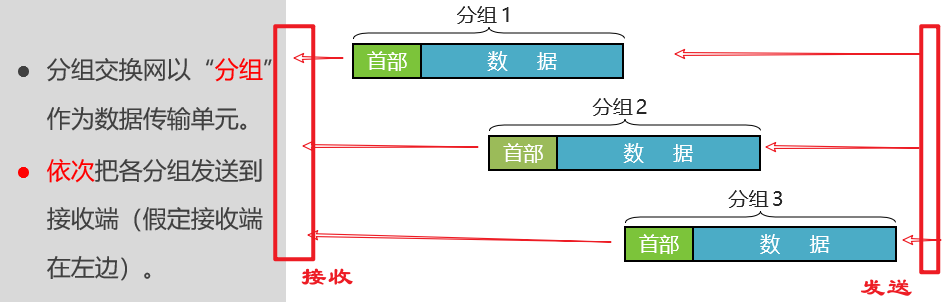 ● 分组交换网以“分组”
作为数据传输单元。
● 依次把各分组发送到
接收端（假定接收端
在左边）。
分组 1
首部 数 据
分组 2
首部 数 据
分组 3
首部 数 据
接收
发送